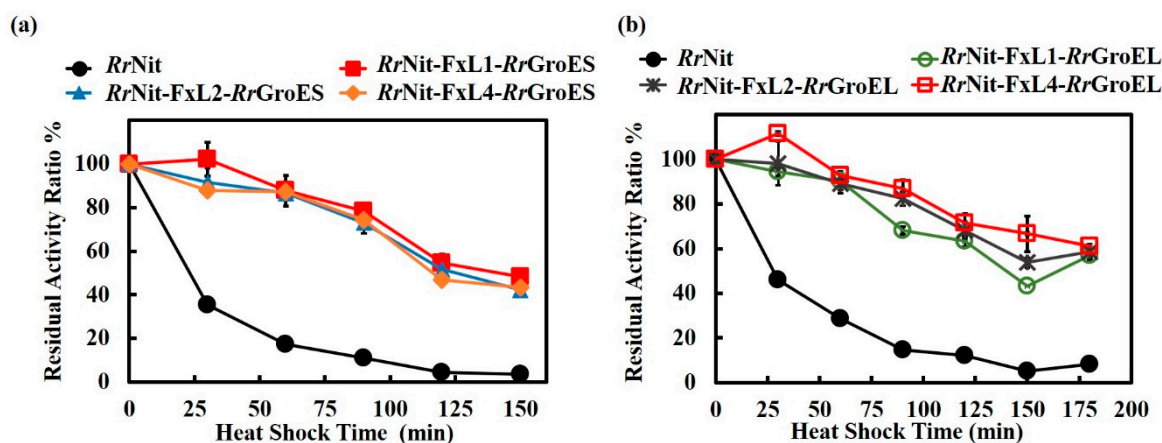 (a)
RrNit
RrNit-FxL1-RrGroES
RrNit-FxL2-RrGroES
RrNit-FxL4-RrGroES
Residual Activity Ratio %
100
80
60
40
20
0
0 25 50 75 100 125 150
Heat Shock Time (min)
(b)
RrNit
RrNit-FxL1-RrGroEL
RrNit-FxL2-RrGroEL
RrNit-FxL4-RrGroEL
Residual Activity Ratio %
100
80
60
40
20
0
0 25 50 75 100 125 150 175 200
Heat Shock Time (min)